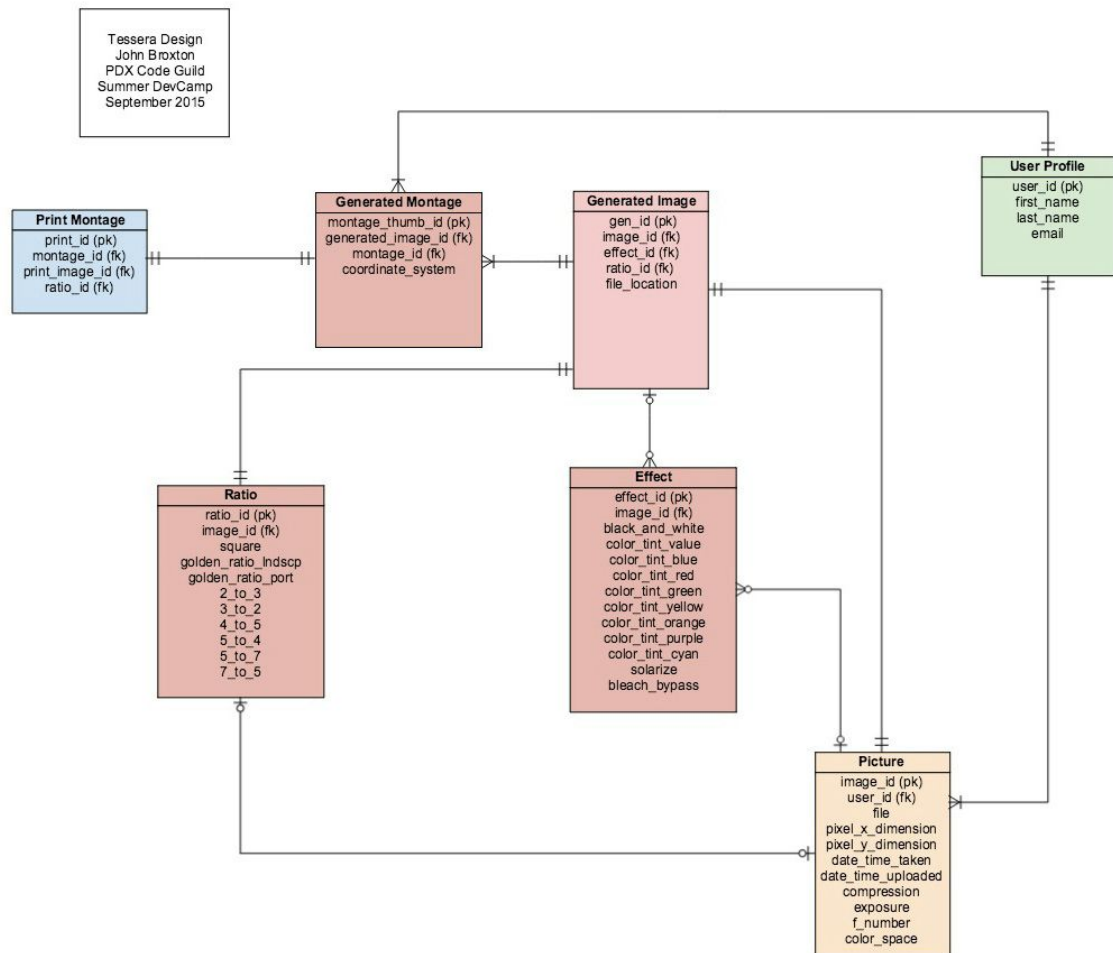 Tessera Design
John Broxton
PDX Code Guild
Summer DevCamp
September 2015
Print Montage
print_id (pk)
montage_id (fk)
print_image_id (fk)
ratio_id (fk)
Generated Montage
montage_thumb_id (pk)
generated_image_id (fk)
montage_id (fk)
coordinate_system
Generated Image
gen_id (pk)
image_id (fk)
effect_id (fk)
ratio_id (fk)
file_location
User Profile
user_id (pk)
first_name
last_name
email
Ratio
ratio_id (pk)
image_id (fk)
square
golden_ratio_lndscp
golden_ratio_port
2_to_3
3_to_2
4_to_5
5_to_4
5_to_7
7_to_5
Effect
effect_id (pk)
image_id (fk)
black_and_white
color_tint_value
color_tint_blue
color_tint_red
color_tint_green
color_tint_yellow
color_tint_orange
color_tint_purple
color_tint_cyan
solarize
bleach_bypass
Picture
image_id (pk)
user_id (fk)
file
pixel_x_dimension
pixel_y_dimension
date_time_taken
date_time_uploaded
compression
exposure
f_number
color_space